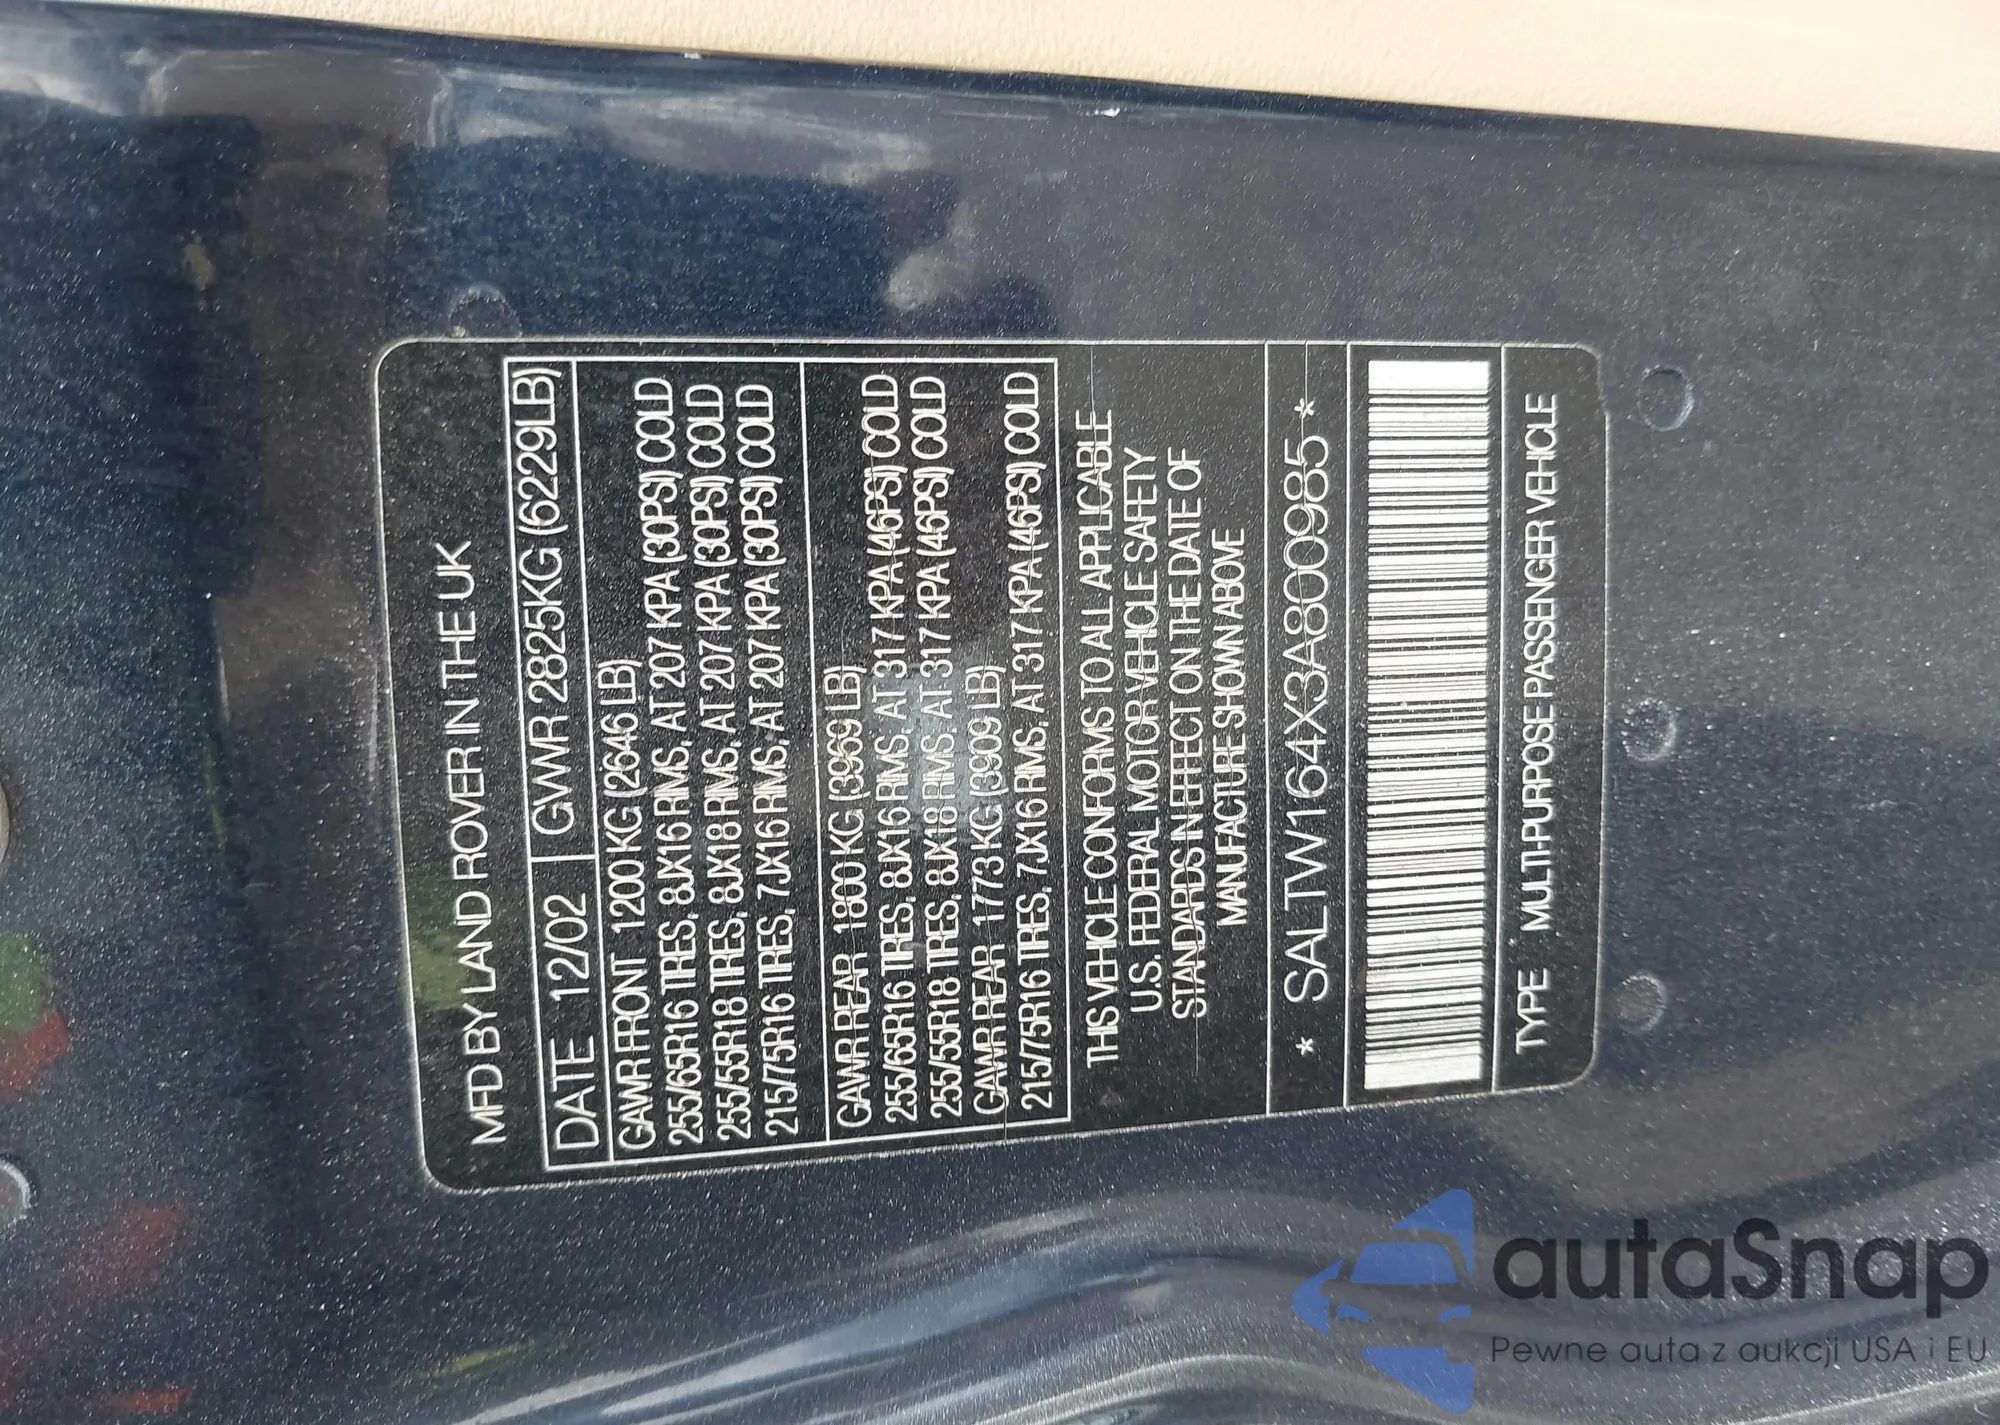 MFD BY LAND ROVER IN THE UK
DATE 12/02 GVWR 2825KG (6229LB)
GAWR FRONT 1200 KG (2646 LB)
255/65R16 TIRES, 8JX16 RIMS, AT 207 KPA (30PSI) COLD
255/55R18 TIRES, 8JX18 RIMS, AT 207 KPA (30PSI) COLD
215/75R16 TIRES, 7JX16 RIMS, AT 207 KPA (30PSI) COLD
GAWR REAR 1800 KG (3969 LB)
255/65R16 TIRES, 8JX16 RIMS, AT 317 KPA (46PSI) COLD
255/55R18 TIRES, 8JX18 RIMS, AT 317 KPA (46PSI) COLD
GAWR REAR 1773 KG (3909 LB)
215/75R16 TIRES, 7JX16 RIMS, AT 317 KPA (46PSI) COLD
THIS VEHICLE CONFORMS TO ALL APPLICABLE
U.S. FEDERAL MOTOR VEHICLE SAFETY
STANDARDS IN EFFECT ON THE DATE OF
MANUFACTURE SHOWN ABOVE
* SALTW164X3A800985 *
TYPE MULTI-PURPOSE PASSENGER VEHICLE
autaSnap
Pewne auta z aukcji USA i EU